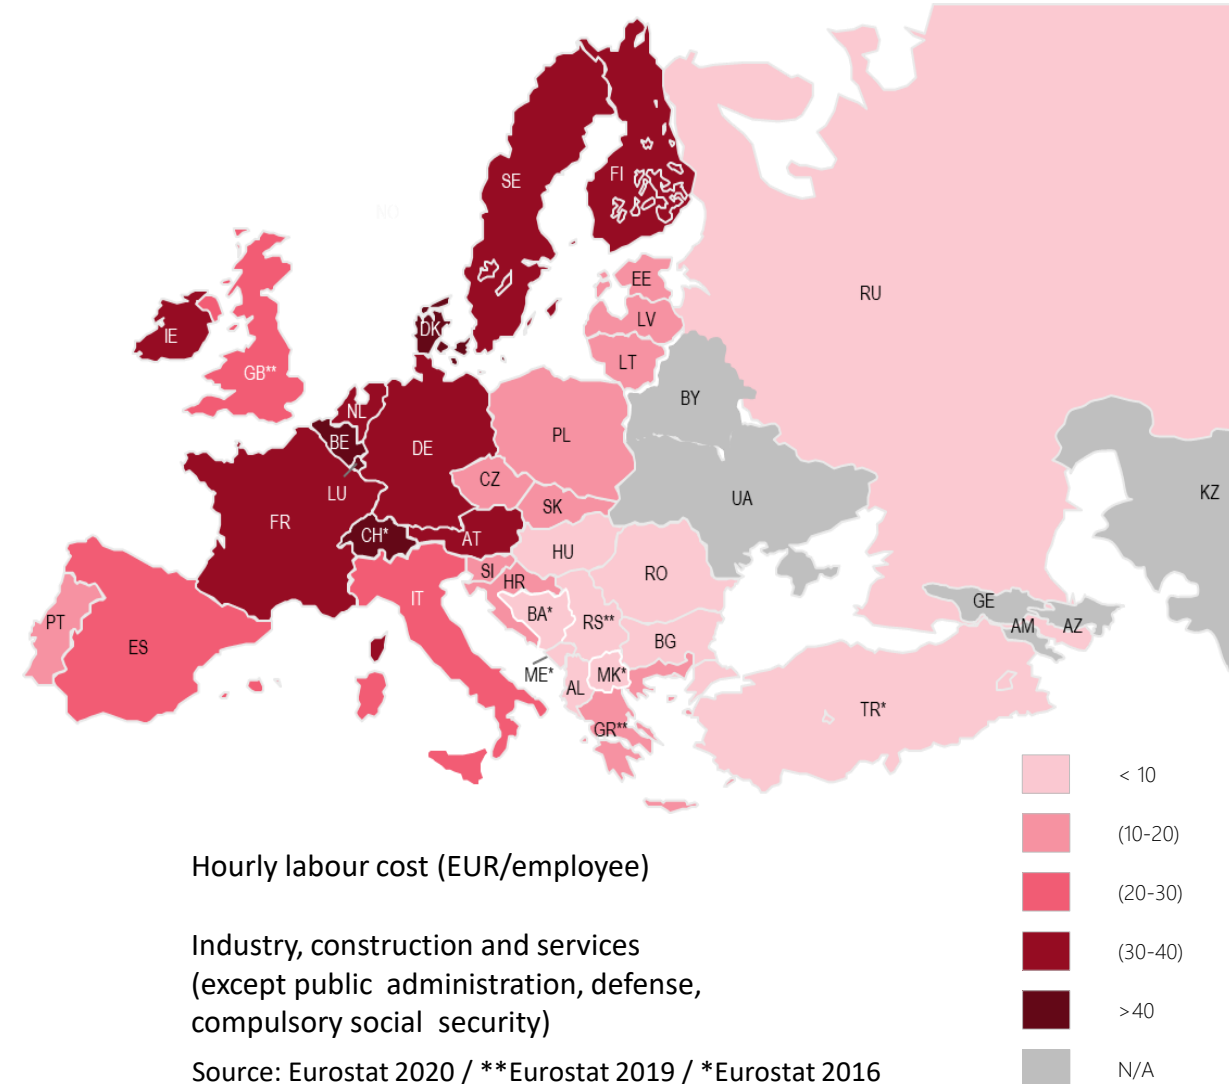 SE
FI
NO
RU
EE
IE
DK
LV
LT
GB**
NL
BY
BE
DE
PL
CZ
LU
UA
KZ
FR
SK
CH*
AT
HU
SI
RO
HR
IT
GE
BA*
RS**
AM
AZ
PT
ES
BG
ME*
AL
MK*
TR*
GR**
< 10
(10-20)
(20-30)
(30-40)
>40
N/A
Hourly labour cost (EUR/employee)
Industry, construction and services
(except public administration, defense,
compulsory social security)
Source: Eurostat 2020 / **Eurostat 2019 / *Eurostat 2016